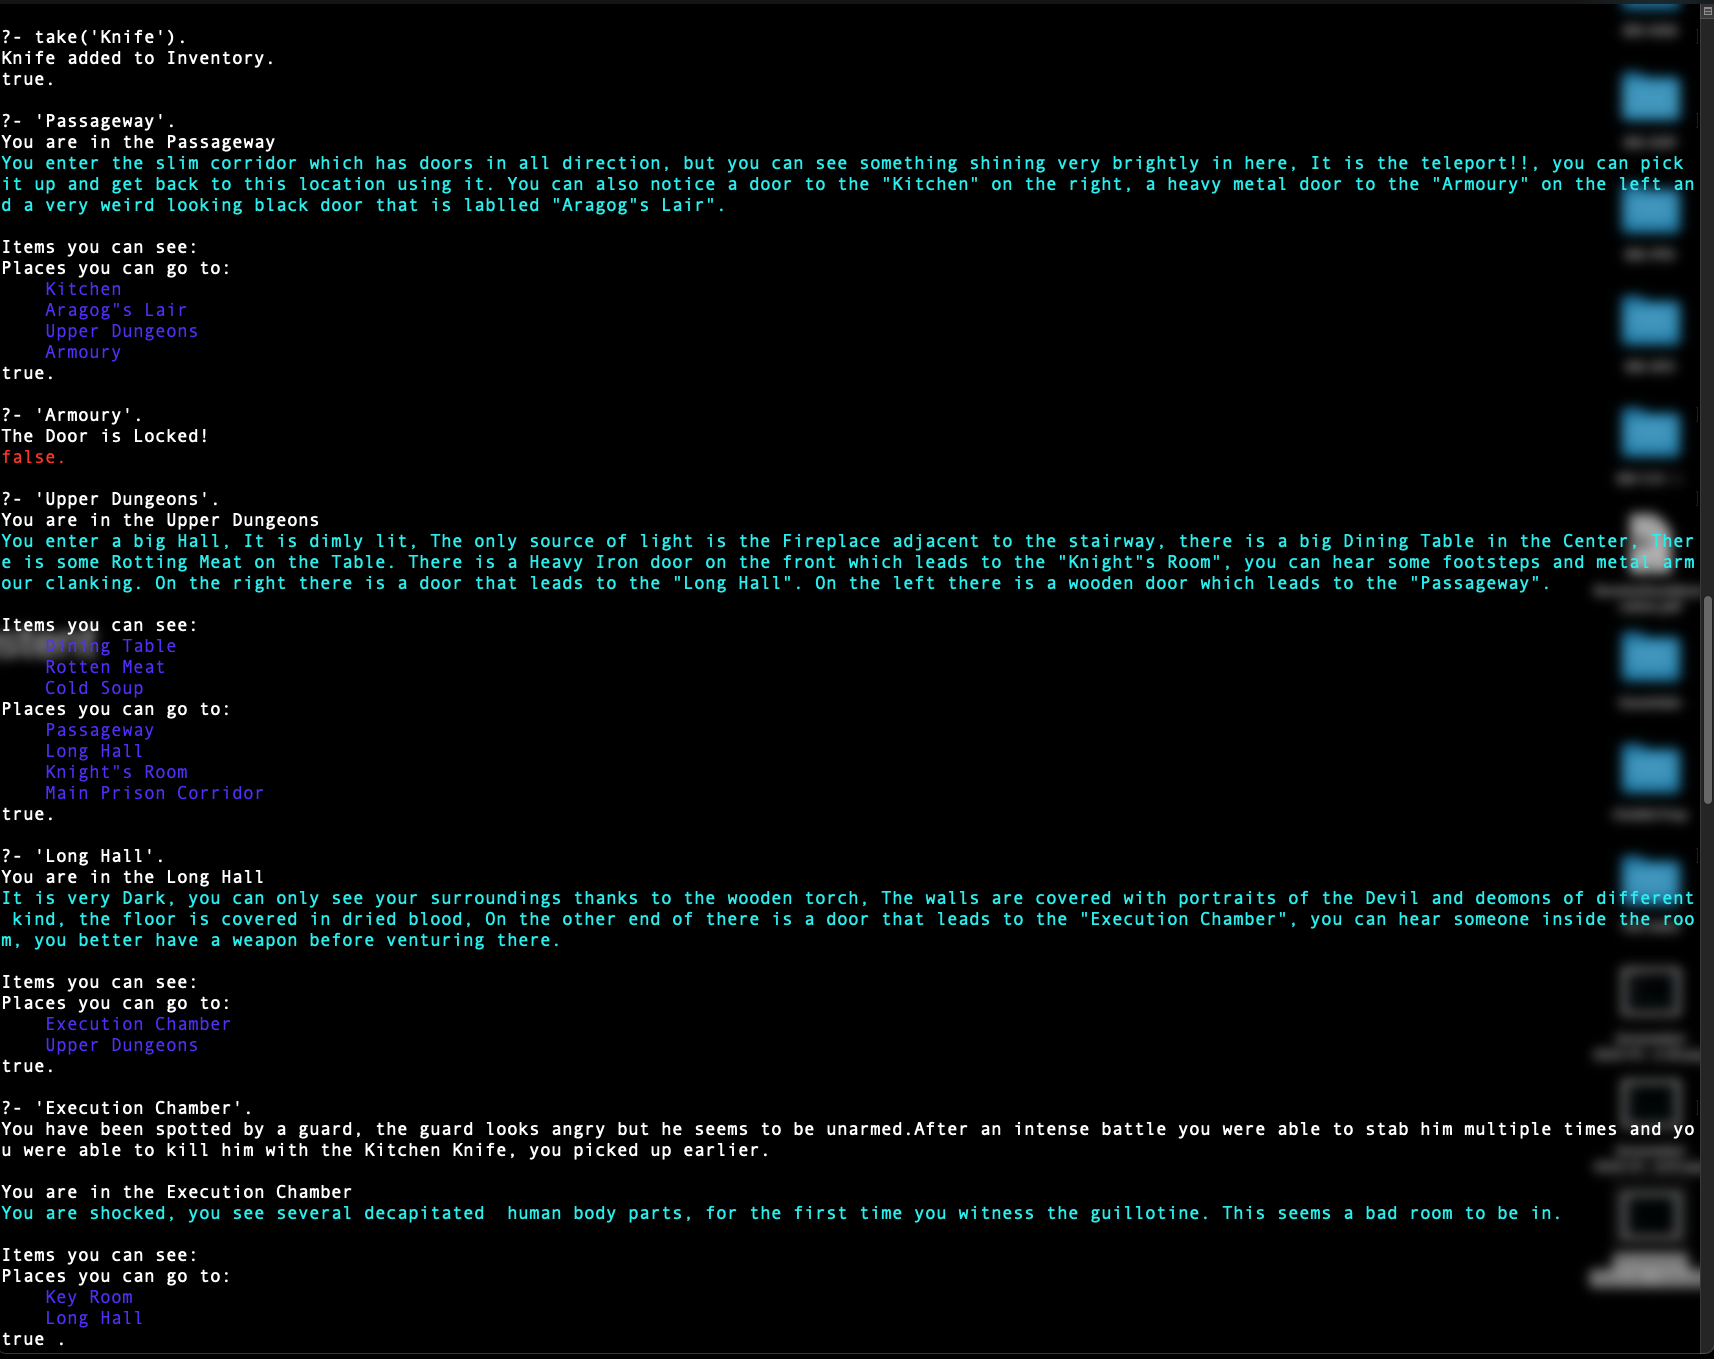 ?- take('Knife').
Knife added to Inventory.
true.
?- 'Passageway'.
You are in the Passageway
You enter the slim corridor which has doors in all direction, but you can see something shining very brightly in here, It is the teleport!!, you can pick
it up and get back to this location using it. You can also notice a door to the "Kitchen" on the right, a heavy metal door to the "Armoury" on the left an
d a very weird looking black door that is lablled "Aragog"s Lair".
Items you can see:
Places you can go to:
Kitchen
Aragog"s Lair
Upper Dungeons
Armoury
true.
?- 'Armoury'.
The Door is Locked!
false.
?- 'Upper Dungeons'.
You are in the Upper Dungeons
You enter a big Hall, It is dimly lit, The only source of light is the Fireplace adjacent to the stairway, there is a big Dining Table in the Center, Ther
e is some Rotting Meat on the Table. There is a Heavy Iron door on the front which leads to the "Knight"s Room", you can hear some footsteps and metal arm
our clanking. On the right there is a door that leads to the "Long Hall". On the left there is a wooden door which leads to the "Passageway".
Items you can see:
Dining Table
Rotten Meat
Cold Soup
Places you can go to:
Passageway
Long Hall
Knight"s Room
Main Prison Corridor
true.
?- 'Long Hall'.
You are in the Long Hall
It is very Dark, you can only see your surroundings thanks to the wooden torch, The walls are covered with portraits of the Devil and deomons of different
kind, the floor is covered in dried blood, On the other end of there is a door that leads to the "Execution Chamber", you can hear someone inside the roo
m, you better have a weapon before venturing there.
Items you can see:
Places you can go to:
Execution Chamber
Upper Dungeons
true.
?- 'Execution Chamber'.
You have been spotted by a guard, the guard looks angry but he seems to be unarmed.After an intense battle you were able to stab him multiple times and yo
u were able to kill him with the Kitchen Knife, you picked up earlier.
You are in the Execution Chamber
You are shocked, you see several decapitated  human body parts, for the first time you witness the guillotine. This seems a bad room to be in.
Items you can see:
Places you can go to:
Key Room
Long Hall
true .